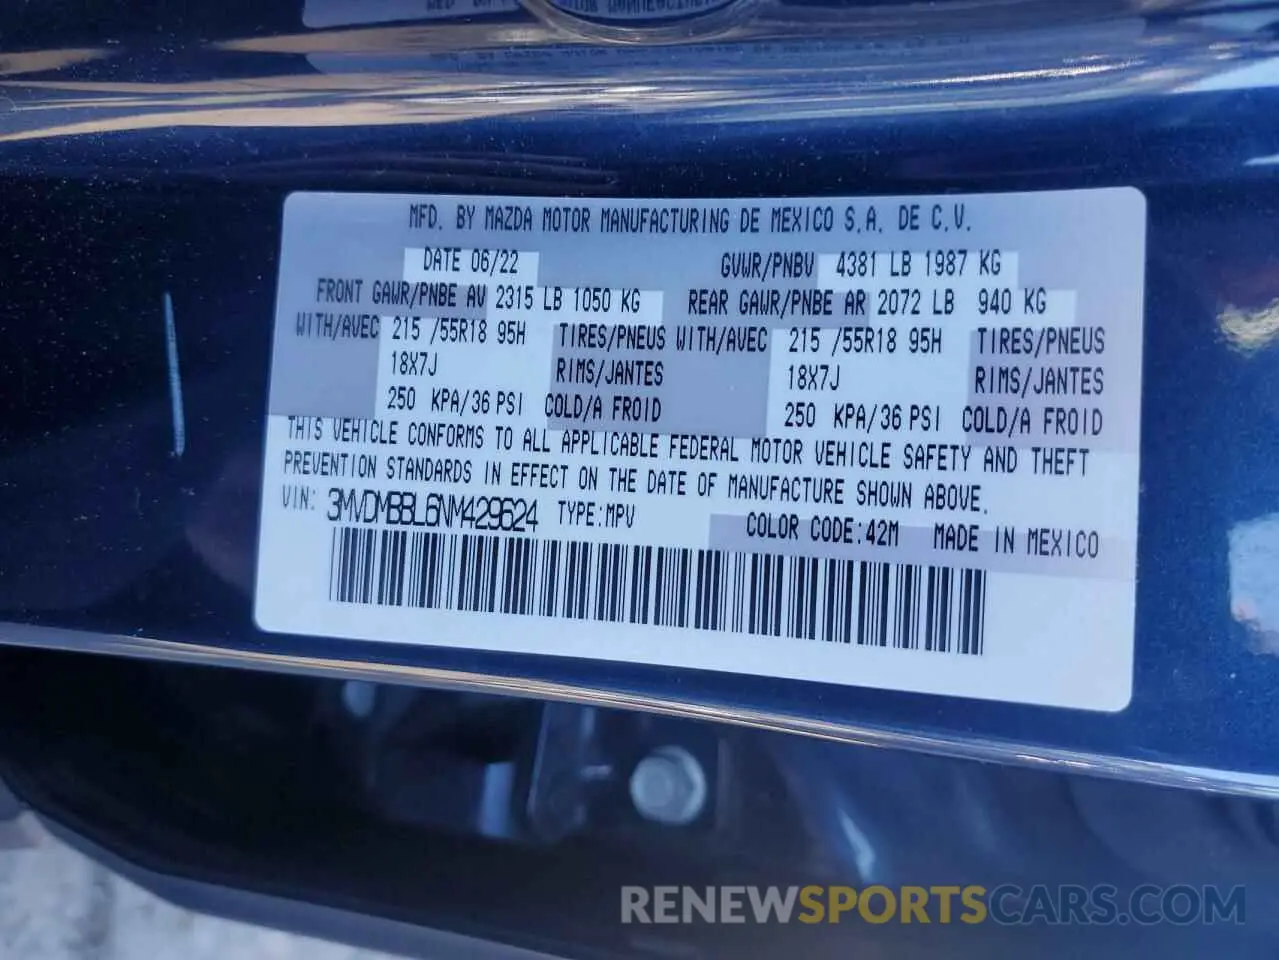 MFD. BY MAZDA MOTOR MANUFACTURING DE MEXICO S.A. DE C.V.
DATE 06/22 GVWR/PNBV 4381 LB 1987 KG
FRONT GAWR/PNBE AV 2315 LB 1050 KG REAR GAWR/PNBE AR 2072 LB 940 KG
WITH/AVEC 215 /55R18 95H TIRES/PNEUS WITH/AVEC 215 /55R18 95H TIRES/PNEUS
18X7J RIMS/JANTES 18X7J RIMS/JANTES
250 KPA/36 PSI COLD/A FROID 250 KPA/36 PSI COLD/A FROID
THIS VEHICLE CONFORMS TO ALL APPLICABLE FEDERAL MOTOR VEHICLE SAFETY AND THEFT
PREVENTION STANDARDS IN EFFECT ON THE DATE OF MANUFACTURE SHOWN ABOVE.
VIN: 3MVDMBBL6NM429624 TYPE:MPV COLOR CODE:42M MADE IN MEXICO
RENEWSPORTSCARS.COM